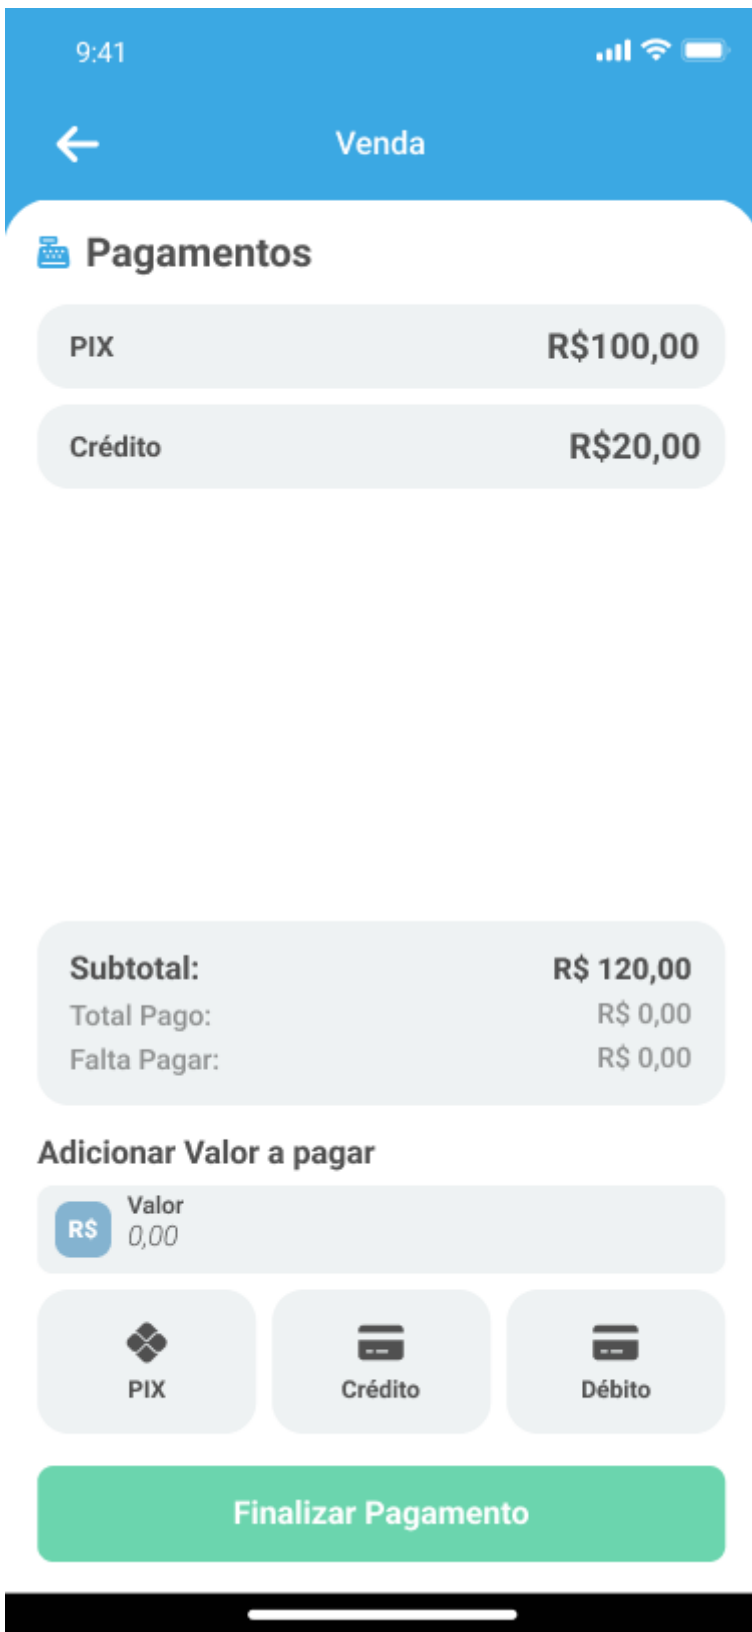 9:41
Venda
Pagamentos
PIX R$100,00
Crédito R$20,00
Subtotal: R$ 120,00
Total Pago: R$ 0,00
Falta Pagar: R$ 0,00
Adicionar Valor a pagar
R$ Valor
0,00
PIX Crédito Débito
Finalizar Pagamento